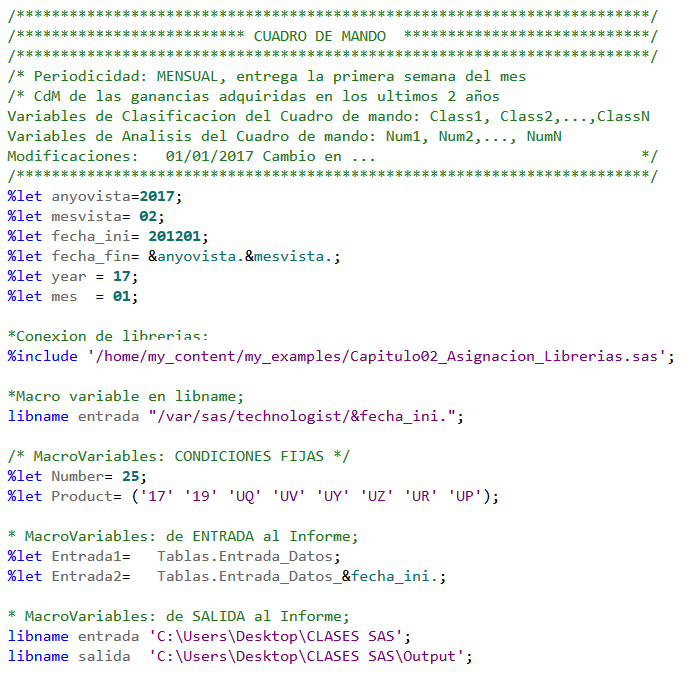 /************************************************************************/
/************************** CUADRO DE MANDO  ****************************/
/************************************************************************/
/* Periodicidad: MENSUAL, entrega la primera semana del mes
/* CdM de las ganancias adquiridas en los ultimos 2 años
Variables de Clasificacion del Cuadro de mando: Class1, Class2,...,ClassN
Variables de Analisis del Cuadro de mando: Num1, Num2,..., NumN
Modificaciones:   01/01/2017 Cambio en ...                              */
/************************************************************************/
%let anyovista=2017;
%let mesvista= 02;
%let fecha_ini= 201201;
%let fecha_fin= &anyovista.&mesvista.;
%let year = 17;
%let mes  = 01;
*Conexion de librerias;
%include '/home/my_content/my_examples/Capitulo02_Asignacion_Librerias.sas';
*Macro variable en libname;
libname entrada "/var/sas/technologist/&fecha_ini.";
/* MacroVariables: CONDICIONES FIJAS */
%let Number= 25;
%let Product= ('17' '19' 'UQ' 'UV' 'UY' 'UZ' 'UR' 'UP');
* MacroVariables: de ENTRADA al Informe;
%let Entrada1=   Tablas.Entrada_Datos;
%let Entrada2=   Tablas.Entrada_Datos_&fecha_ini.;
* MacroVariables: de SALIDA al Informe;
libname entrada 'C:\Users\Desktop\CLASES SAS';
libname salida  'C:\Users\Desktop\CLASES SAS\Output';